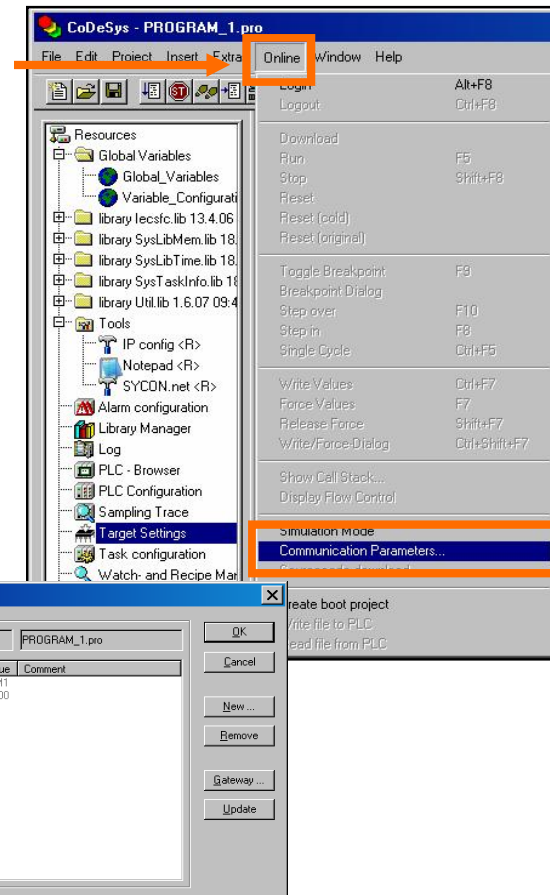 CoDeSys - PROGRAM_1.pro
File Edit Project Insert Extra Online Window Help
Login Alt+F8
Logout Ctrl+F8
Download
Run F5
Stop Shift+F8
Reset
Reset (cold)
Reset (original)
Toggle Breakpoint F9
Breakpoint Dialog
Step over F10
Step in F8
Single Cycle Ctrl+F5
Write Values Ctrl+F7
Force Values F7
Release Force Shift+F7
Write/Force-Dialog Ctrl+Shift+F7
Show Call Stack...
Display Flow Control
Simulation Mode
Communication Parameters...
Sourcecode download
reate boot project
Write file to PLC
ead file from PLC
Resources
Global Variables
Global_Variables
Variable_Configurati
library Iecsfc.lib 13.4.06
library SysLibMem.lib 18.
library SysLibTime.lib 18.
library SysTaskInfo.lib 18
library Util.lib 1.6.07 09:4
Tools
IP config <R>
Notepad <R>
SYCON.net <R>
Alarm configuration
Library Manager
Log
PLC - Browser
PLC Configuration
Sampling Trace
Target Settings
Task configuration
Watch- and Recipe Mar
PROGRAM_1.pro
ue Comment
00
OK
Cancel
New ...
Remove
Gateway ...
Update